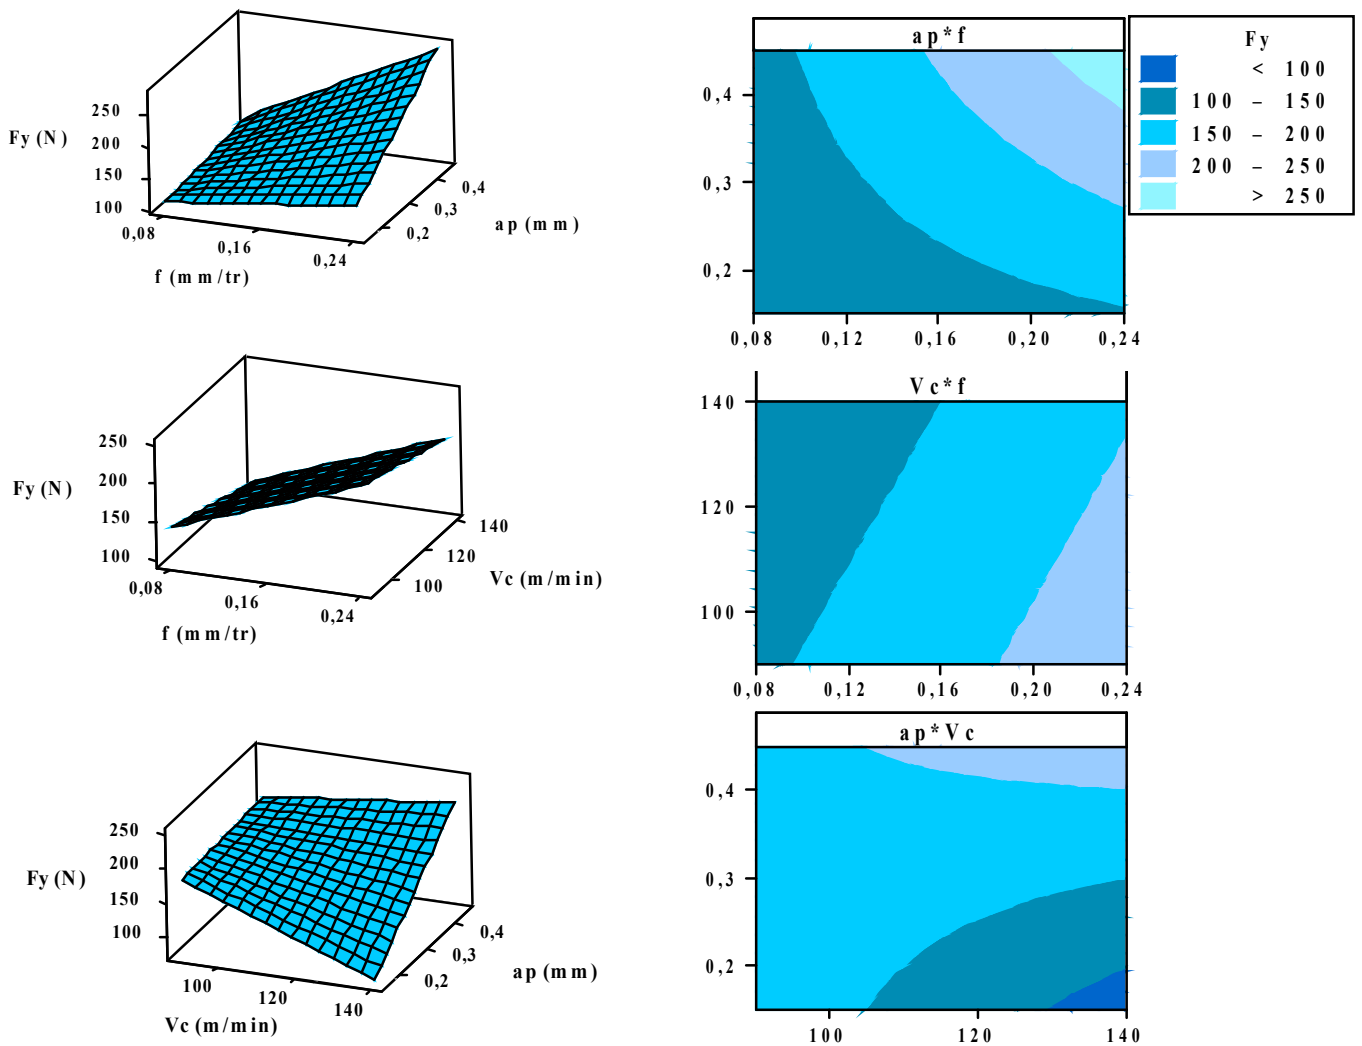 250
Fy (N)
200
150
100
0,08
0,16
0,24
f (mm/tr)
0,2
0,3
0,4
ap (mm)
ap*f
0,4
0,3
0,2
0,08 0,12 0,16 0,20 0,24
Fy
< 100
100 – 150
150 – 200
200 – 250
> 250
250
Fy (N)
200
150
100
0,08
0,16
0,24
f (mm/tr)
100
120
140
Vc (m/min)
Vc*f
140
120
100
0,08 0,12 0,16 0,20 0,24
250
Fy (N)
200
150
100
100
120
140
Vc (m/min)
0,2
0,3
0,4
ap (mm)
ap*Vc
0,4
0,3
0,2
100 120 140